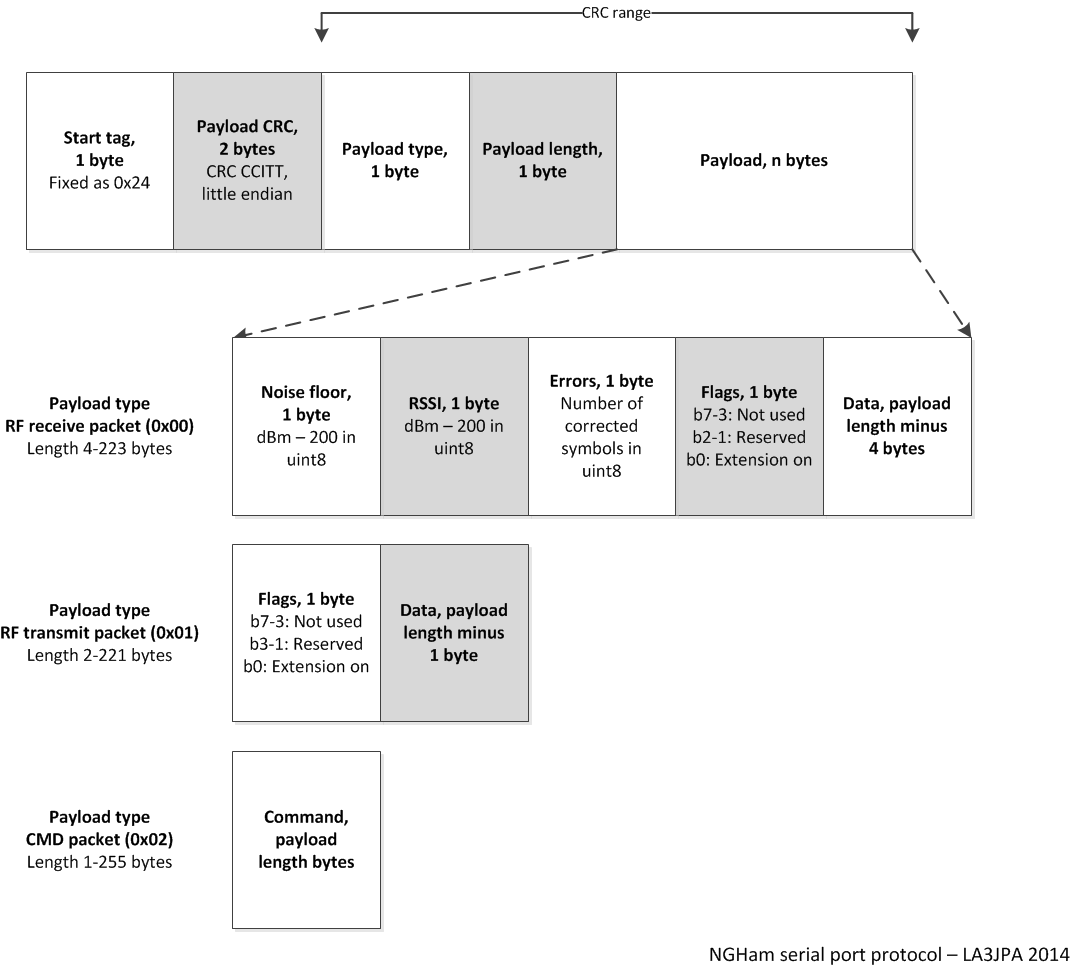 CRC range
Start tag,
1 byte
Fixed as 0x24
Payload CRC,
2 bytes
CRC CCITT,
little endian
Payload type,
1 byte
Payload length,
1 byte
Payload, n bytes
Payload type
RF receive packet (0x00)
Length 4-223 bytes
Noise floor,
1 byte
dBm – 200 in
uint8
RSSI, 1 byte
dBm – 200 in
uint8
Errors, 1 byte
Number of
corrected
symbols in
uint8
Flags, 1 byte
b7-3: Not used
b2-1: Reserved
b0: Extension on
Data, payload
length minus
4 bytes
Payload type
RF transmit packet (0x01)
Length 2-221 bytes
Flags, 1 byte
b7-3: Not used
b3-1: Reserved
b0: Extension on
Data, payload
length minus
1 byte
Payload type
CMD packet (0x02)
Length 1-255 bytes
Command,
payload
length bytes
NGHam serial port protocol – LA3JPA 2014